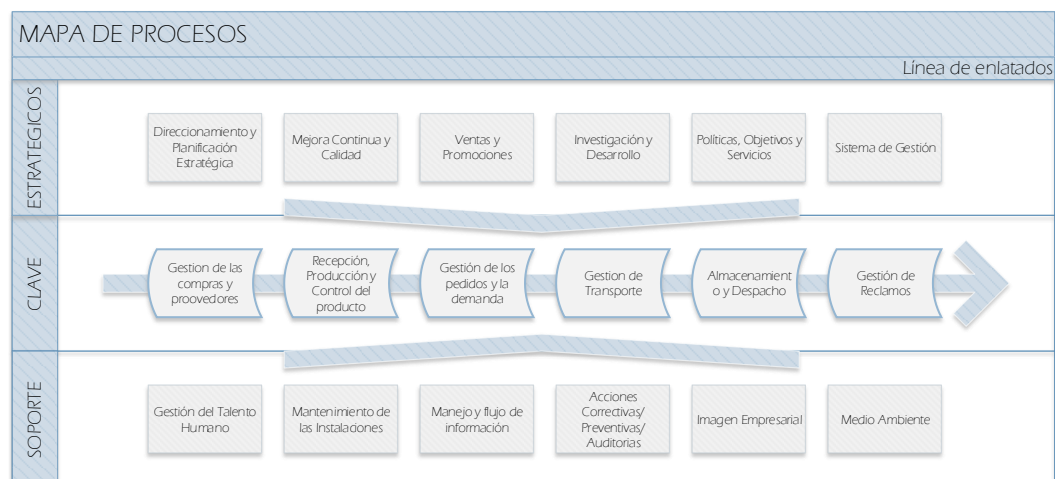 MAPA DE PROCESOS
Línea de enlatados
ESTRATEGICOS
Direccionamiento y
Planificación
Estratégica
Mejora Continua y
Calidad
Ventas y
Promociones
Investigación y
Desarrollo
Políticas, Objetivos y
Servicios
Sistema de Gestión
CLAVE
Gestion de las
compras y
proovedores
Recepción,
Producción y
Control del
producto
Gestión de los
pedidos y la
demanda
Gestion de
Transporte
Almacenamient
o y Despacho
Gestión de
Reclamos
SOPORTE
Gestión del Talento
Humano
Mantenimiento de
las Instalaciones
Manejo y flujo de
información
Acciones
Correctivas/
Preventivas/
Auditorias
Imagen Empresarial
Medio Ambiente